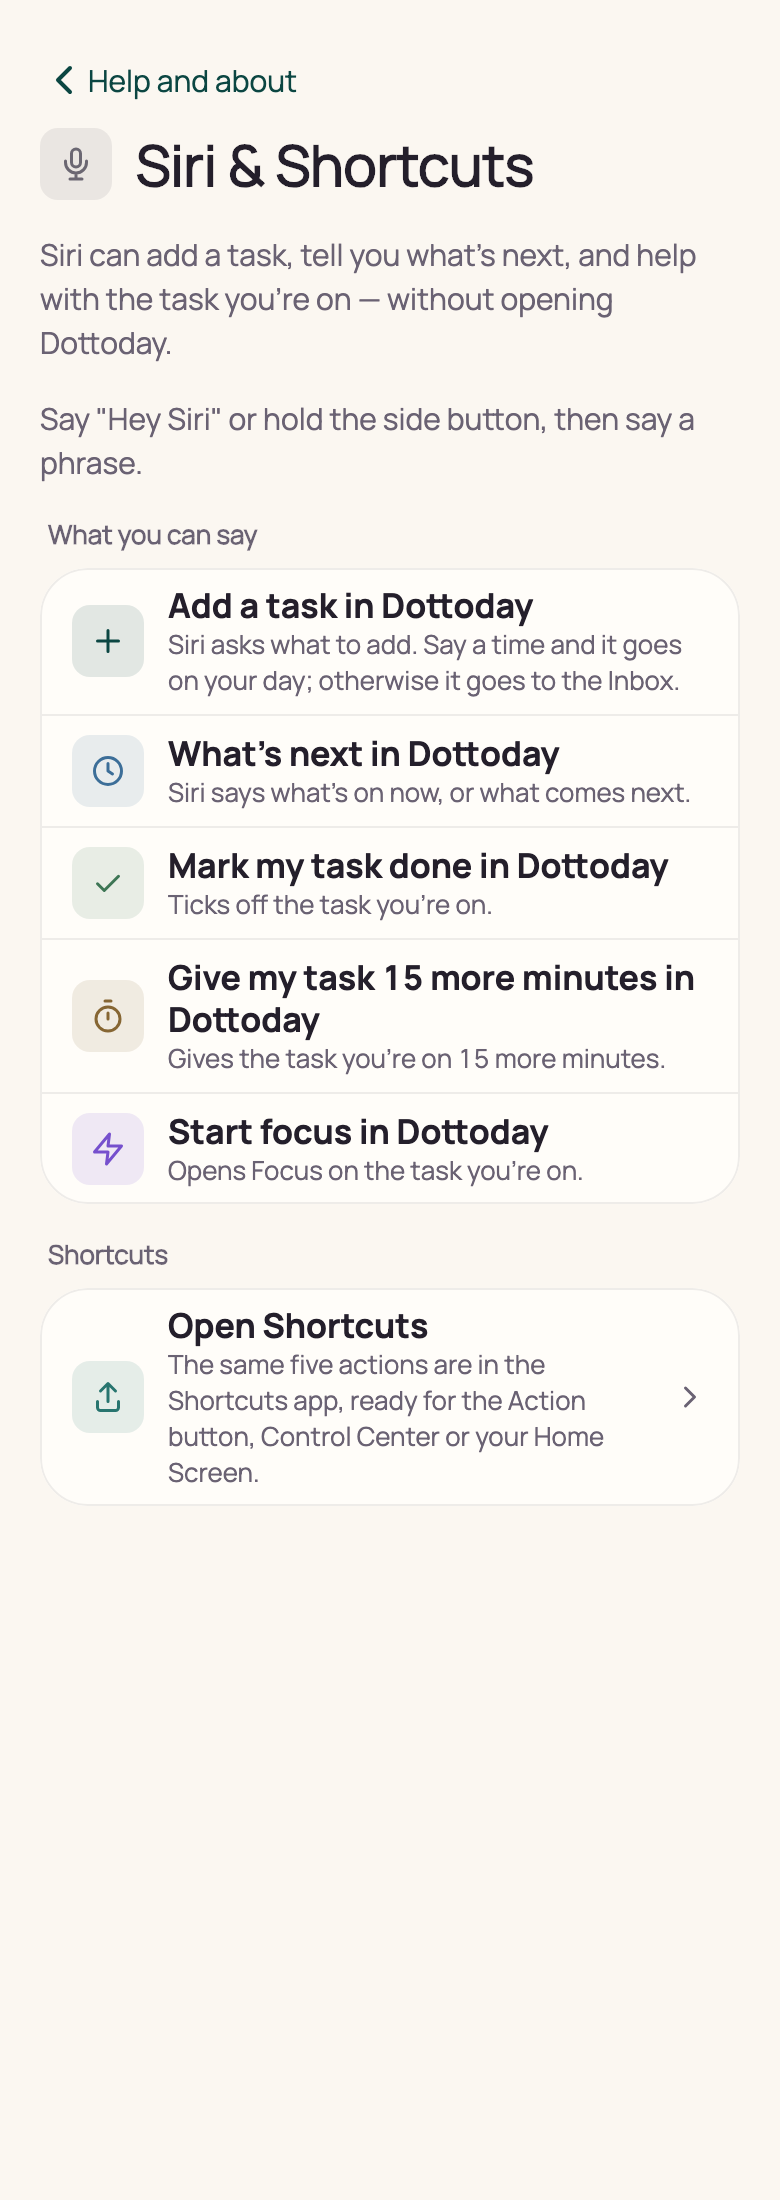 Help and about
Siri & Shortcuts
Siri can add a task, tell you what’s next, and help
with the task you’re on — without opening
Dottoday.
Say "Hey Siri" or hold the side button, then say a
phrase.
What you can say
Add a task in Dottoday
Siri asks what to add. Say a time and it goes
on your day; otherwise it goes to the Inbox.
What’s next in Dottoday
Siri says what’s on now, or what comes next.
Mark my task done in Dottoday
Ticks off the task you’re on.
Give my task 15 more minutes in
Dottoday
Gives the task you’re on 15 more minutes.
Start focus in Dottoday
Opens Focus on the task you’re on.
Shortcuts
Open Shortcuts
The same five actions are in the
Shortcuts app, ready for the Action
button, Control Center or your Home
Screen.